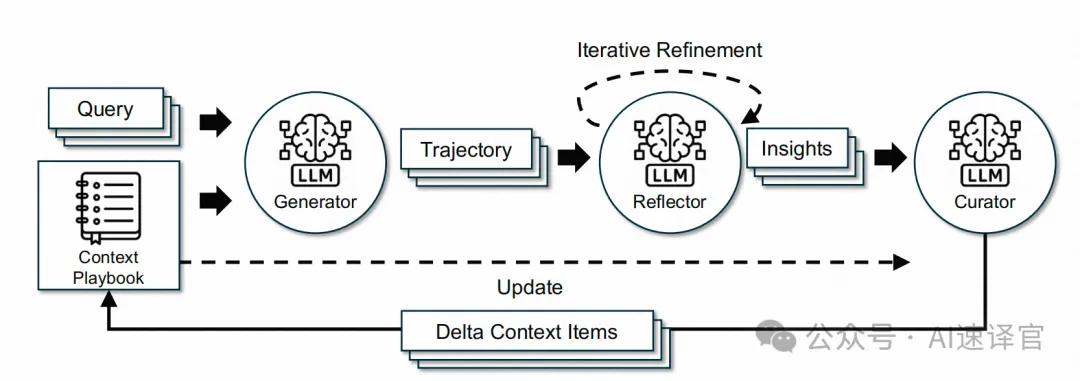 Iterative Refinement
Query
Trajectory
Insights
LLM
Generator
LLM
Reflector
LLM
Curator
Context
Playbook
Update
Delta Context Items
公众号 · AI速译官